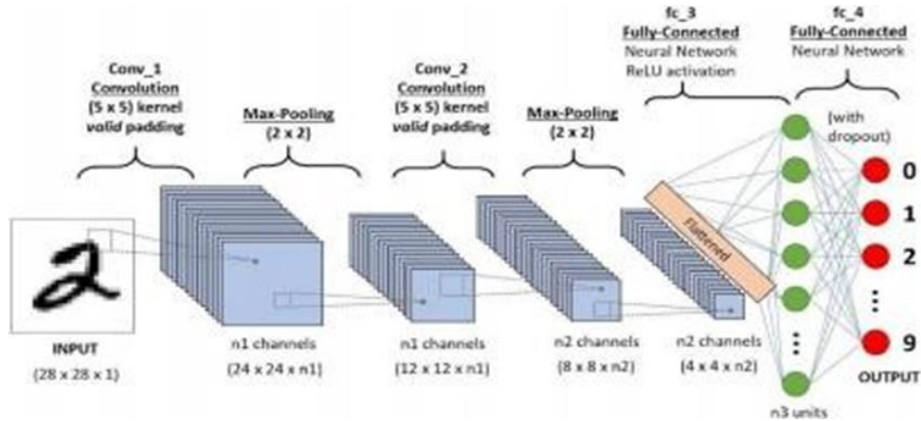 Conv_1
Convolution
(5 x 5) kernel
valid padding
Max-Pooling
(2 x 2)
Conv_2
Convolution
(5 x 5) kernel
valid padding
Max-Pooling
(2 x 2)
fc_3
Fully-Connected
Neural Network
ReLU activation
fc_4
Fully-Connected
Neural Network
(with
dropout)
Flattened
0
1
2
9
INPUT
(28 x 28 x 1)
n1 channels
(24 x 24 x n1)
n1 channels
(12 x 12 x n1)
n2 channels
(8 x 8 x n2)
n2 channels
(4 x 4 x n2)
OUTPUT
n3 units
2